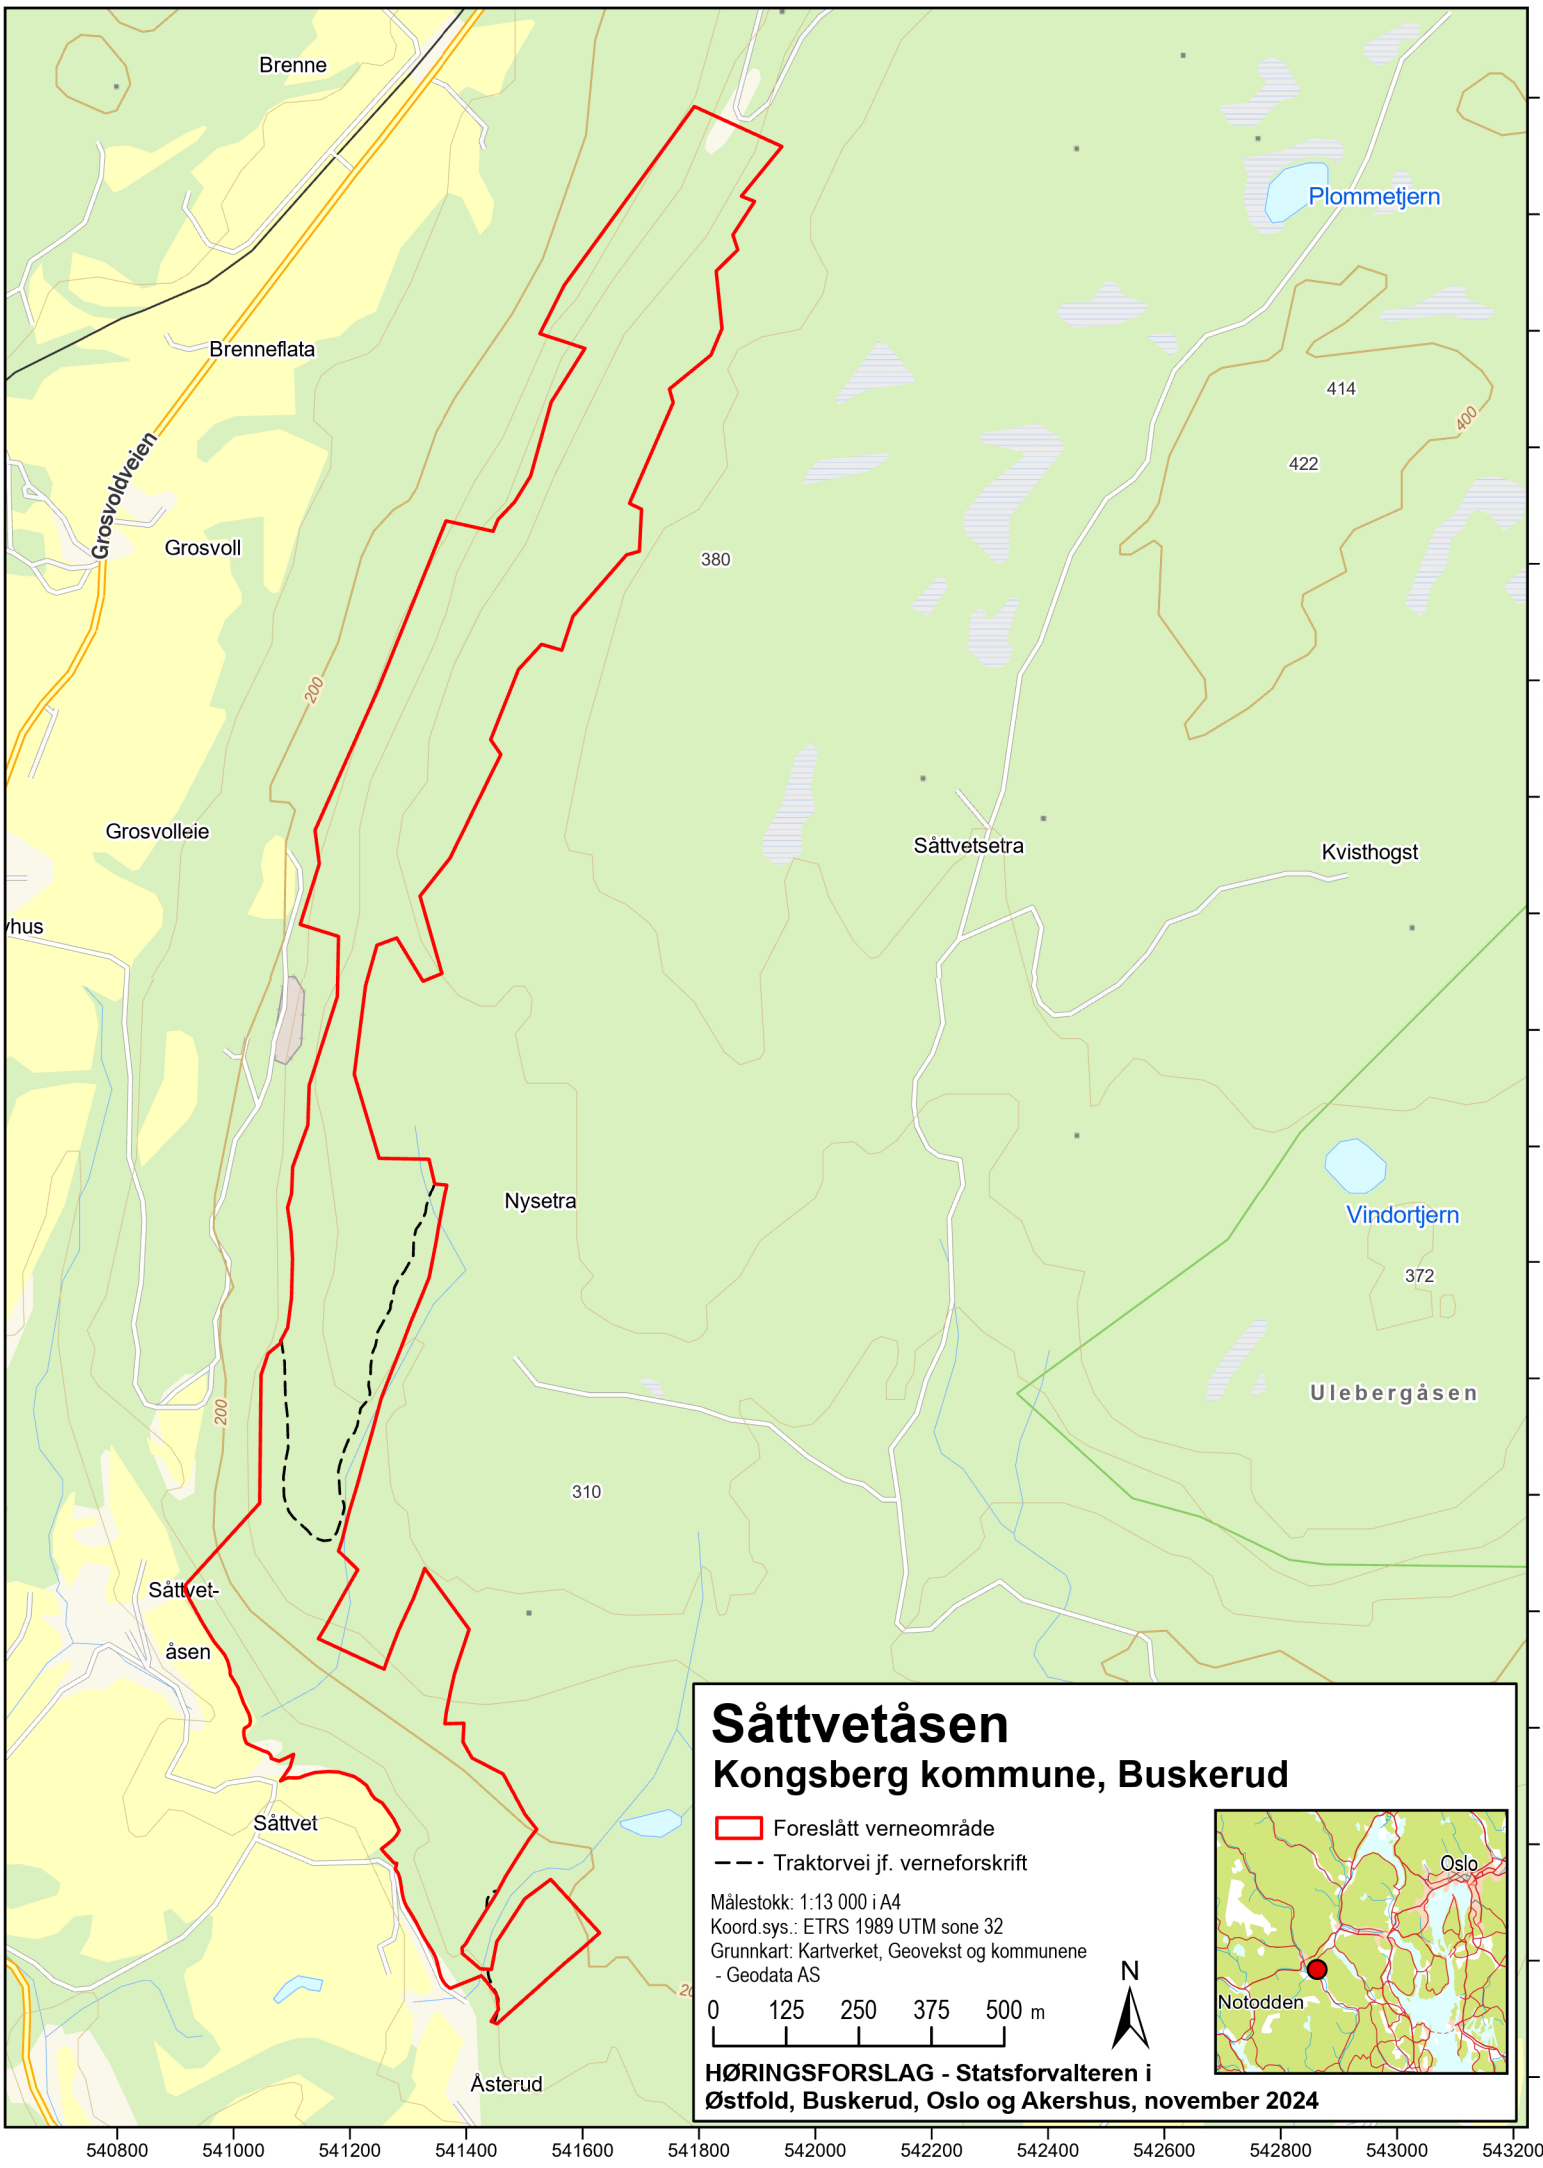 Brenne
Plommetjern
Brenneflata
414
400
422
Grosvoldveien
Grosvoll
380
200
Grosvolleie
Såttvetsetra
Kvisthogst
yhus
Nysetra
Vindortjern
372
200
Ulebergåsen
310
Såttvet-
åsen
Såttvet
Åsterud
20
Såttvetåsen
Kongsberg kommune, Buskerud
Foreslått verneområde
Traktorvei jf. verneforskrift
Målestokk: 1:13 000 i A4
Koord.sys.: ETRS 1989 UTM sone 32
Grunnkart: Kartverket, Geovekst og kommunene
- Geodata AS
0 125 250 375 500 m
N
Oslo
Notodden
HØRINGSFORSLAG - Statsforvalteren i
Østfold, Buskerud, Oslo og Akershus, november 2024
540800 541000 541200 541400 541600 541800 542000 542200 542400 542600 542800 543000 543200